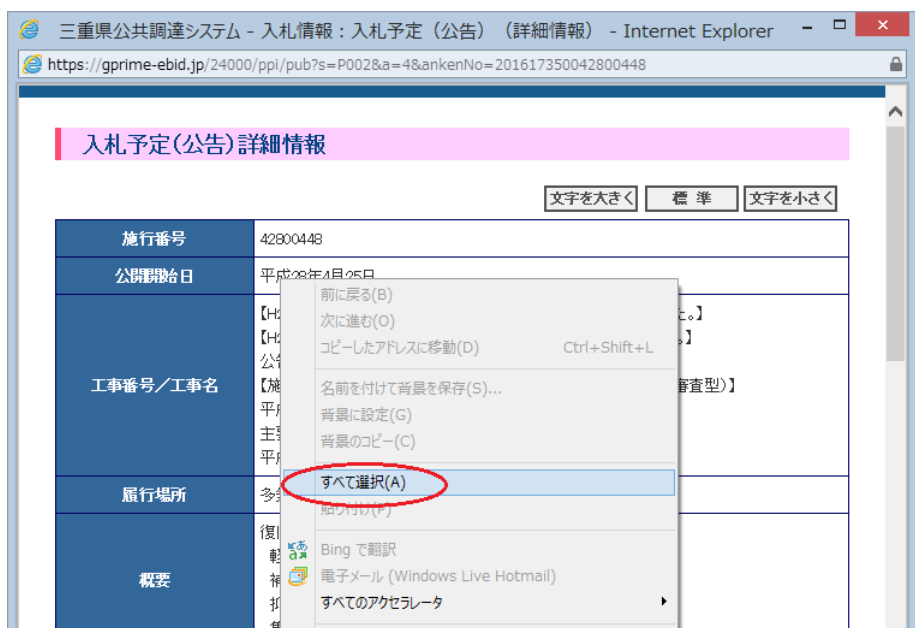 三重県公共調達システム - 入札情報：入札予定（公告）（詳細情報） - Internet Explorer
https://gprime-ebid.jp/24000/ppi/pub?s=P002&a=4&ankenNo=201617350042800448
入札予定(公告)詳細情報
文字を大きく 標 準 文字を小さく
施行番号 42800448
公開開始日 平成28年4月25日
前に戻る(B)
次に進む(O)
コピーしたアドレスに移動(D) Ctrl+Shift+L
工事番号／工事名
審査型)】
名前を付けて背景を保存(S)...
背景に設定(G)
背景のコピー(C)
すべて選択(A)
貼り付け(P)
履行場所
概要
Bing で翻訳
電子メール (Windows Live Hotmail)
すべてのアクセラレータ